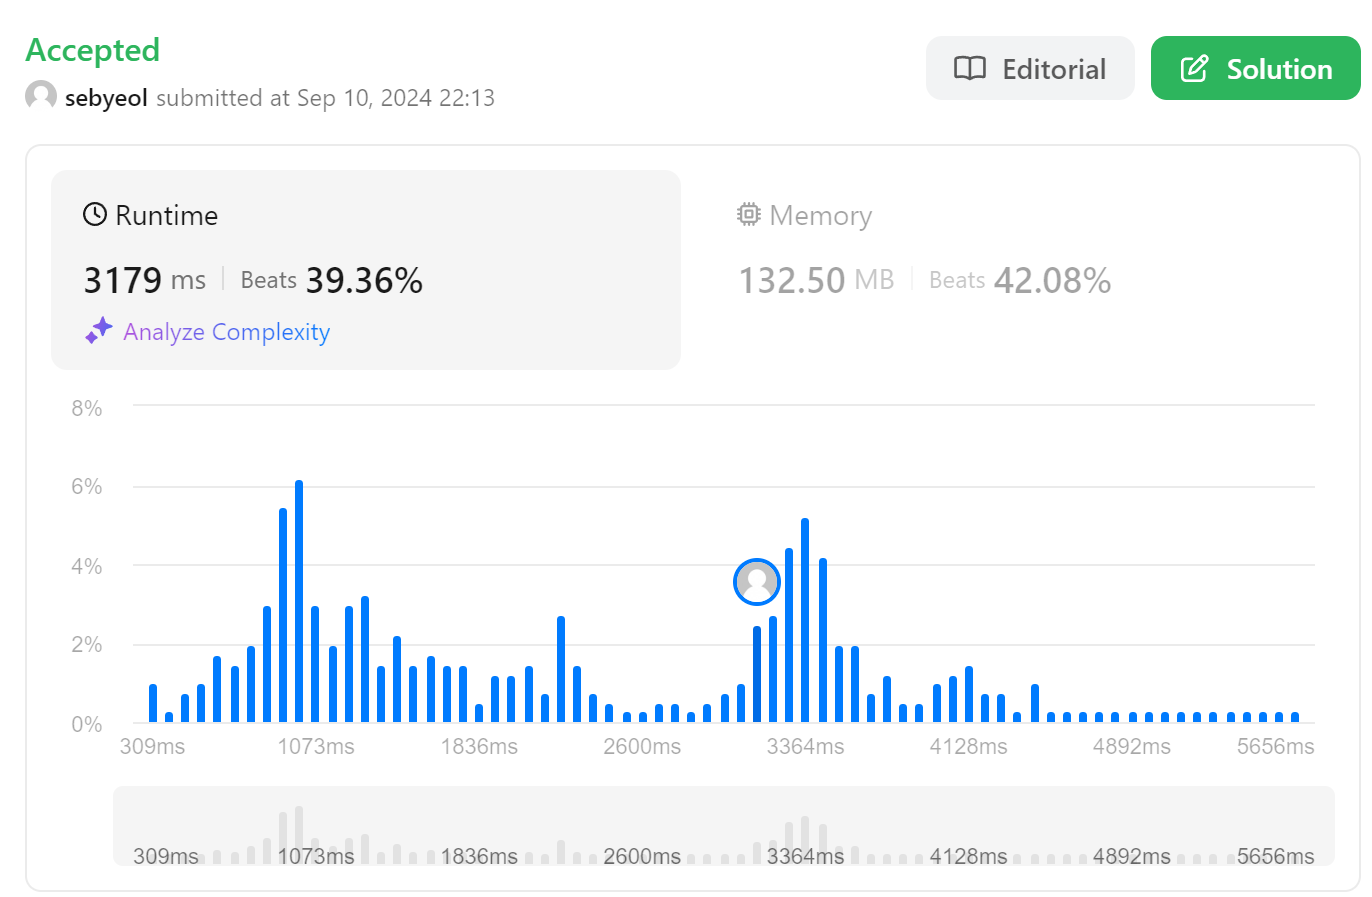 Accepted
sebyeol submitted at Sep 10, 2024 22:13
Editorial
Solution
Runtime
3179 ms Beats 39.36%
Analyze Complexity
Memory
132.50 MB Beats 42.08%
8%
6%
4%
2%
0%
309ms 1073ms 1836ms 2600ms 3364ms 4128ms 4892ms 5656ms
309ms 1073ms 1836ms 2600ms 3364ms 4128ms 4892ms 5656ms